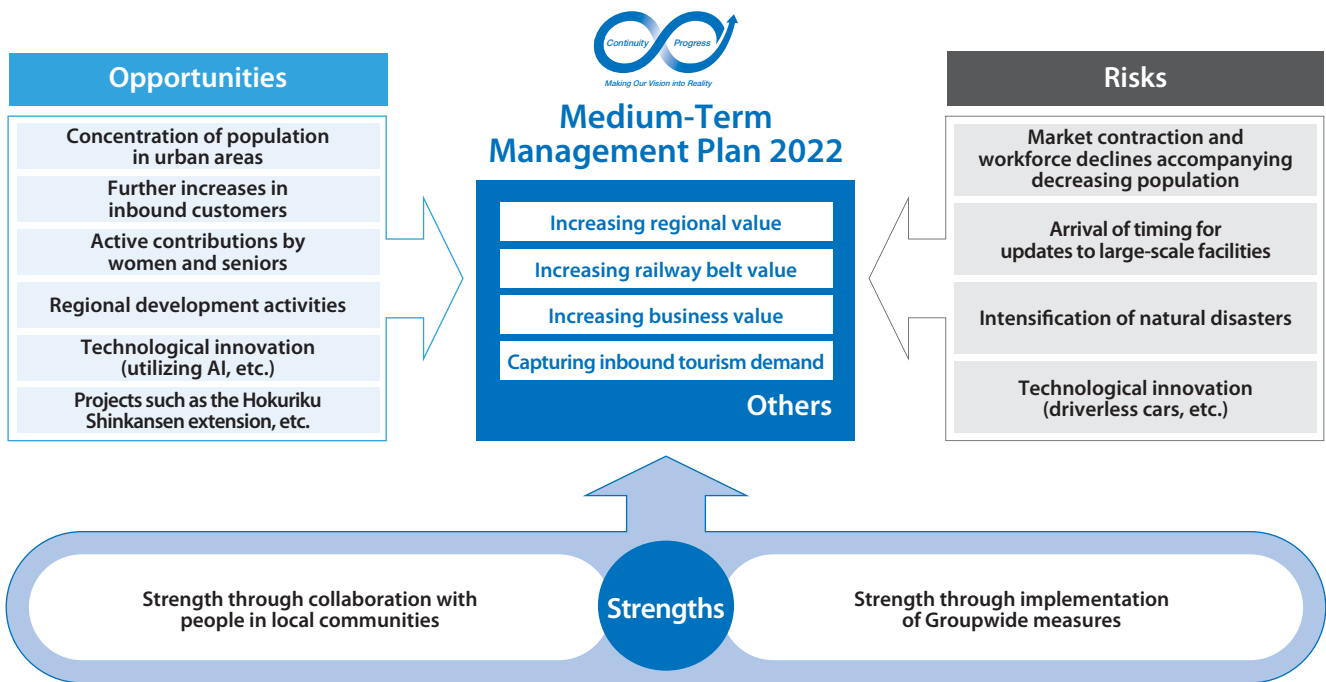 Continuity Progress
Making Our Vision into Reality
Medium-Term
Management Plan 2022
Opportunities
Concentration of population
in urban areas
Further increases in
inbound customers
Active contributions by
women and seniors
Regional development activities
Technological innovation
(utilizing AI, etc.)
Projects such as the Hokuriku
Shinkansen extension, etc.
Increasing regional value
Increasing railway belt value
Increasing business value
Capturing inbound tourism demand
Others
Risks
Market contraction and
workforce declines accompanying
decreasing population
Arrival of timing for
updates to large-scale facilities
Intensification of natural disasters
Technological innovation
(driverless cars, etc.)
Strength through collaboration with
people in local communities
Strengths
Strength through implementation
of Groupwide measures